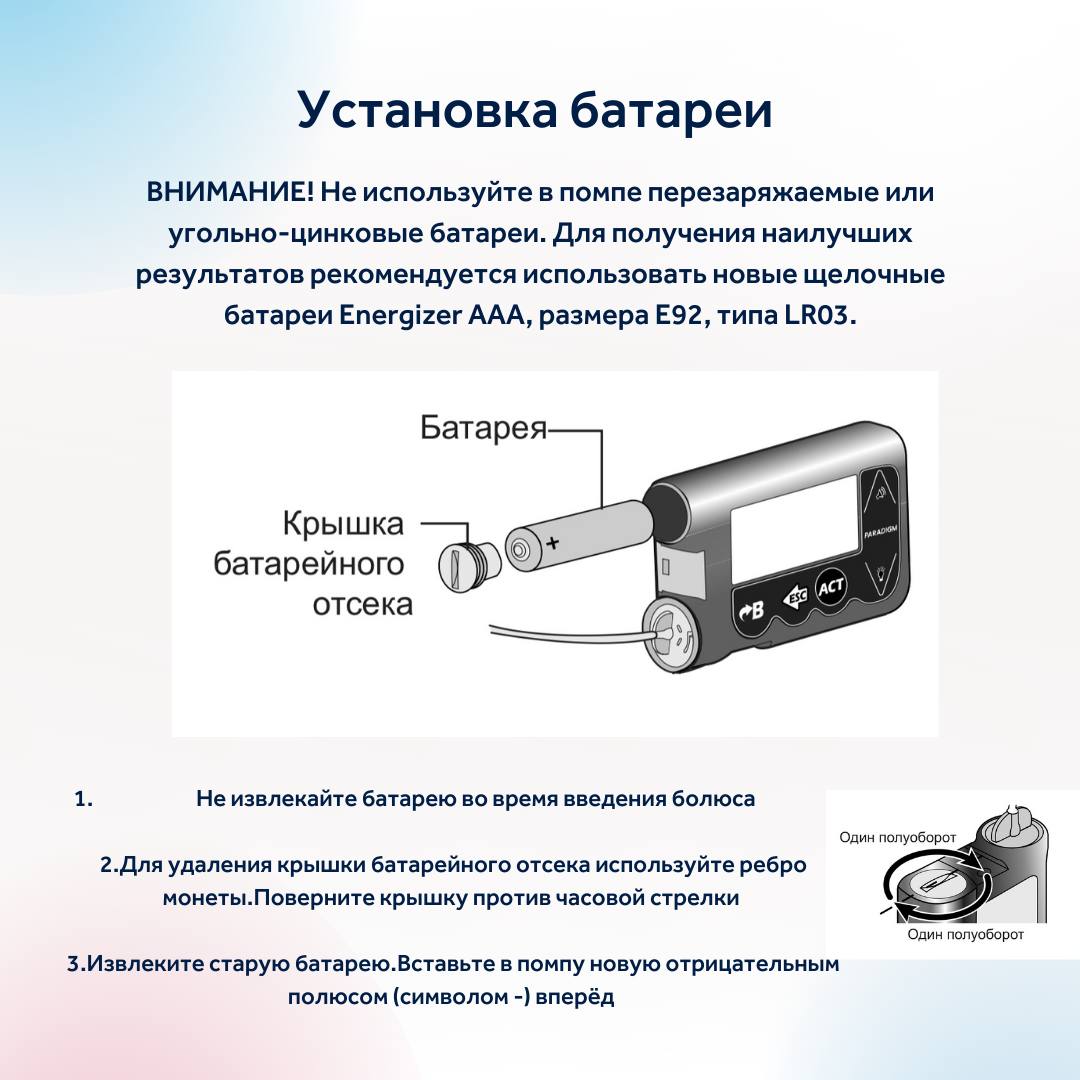 Установка батареи
ВНИМАНИЕ! Не используйте в помпе перезаряжаемые или
угольно-цинковые батареи. Для получения наилучших
результатов рекомендуется использовать новые щелочные
батареи Energizer AAA, размера E92, типа LR03.
Батарея
Крышка
батарейного
отсека
PARADIGM
B
ESC
ACT
1. Не извлекайте батарею во время введения болюса
2.Для удаления крышки батарейного отсека используйте ребро
монеты.Поверните крышку против часовой стрелки
3.Извлеките старую батарею.Вставьте в помпу новую отрицательным
полюсом (символом -) вперёд
Один полуоборот
Один полуоборот